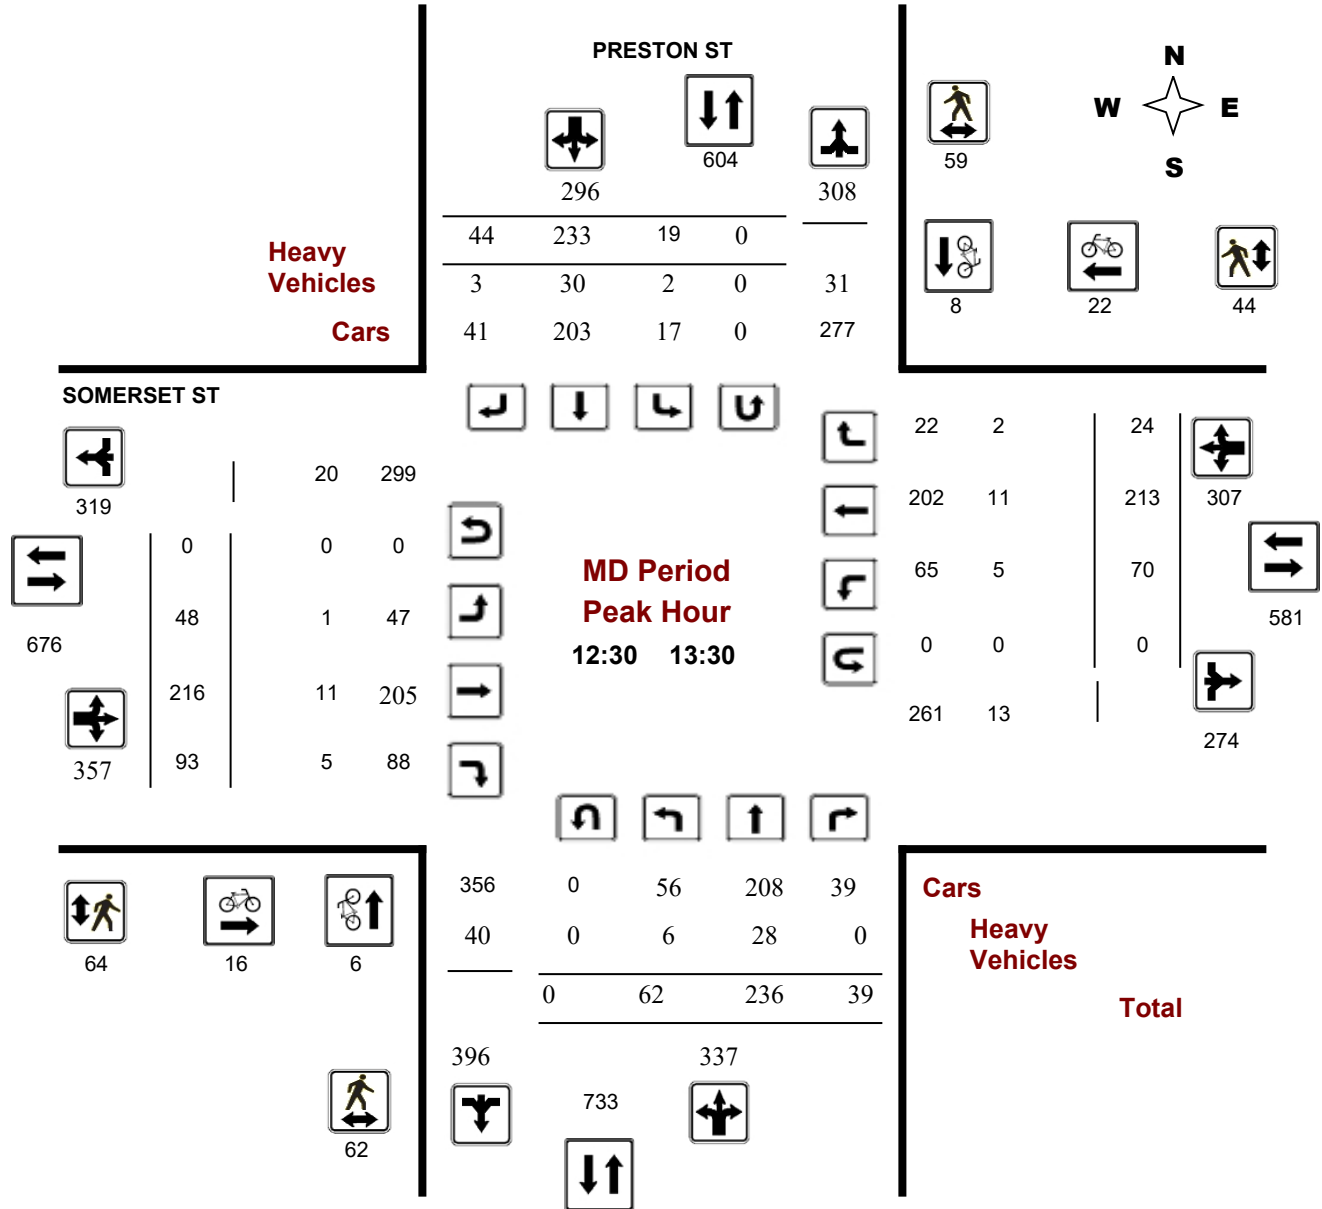 PRESTON ST
N
W E
S
604
59
296 308
44 233 19 0
Heavy
Vehicles 3 30 2 0 31
8 22 44
Cars 41 203 17 0 277
SOMERSET ST
22 2 24
20 299
319
202 11 213 307
0 0 0
MD Period
65 5 70
Peak Hour
48 1 47
581
676
12:30 13:30
0 0 0
216 11 205
261 13
274
357 93 5 88
356 0 56 208 39
Cars
40 0 6 28 0
Heavy
Vehicles
64 16 6
0 62 236 39
Total
396 337
733
62